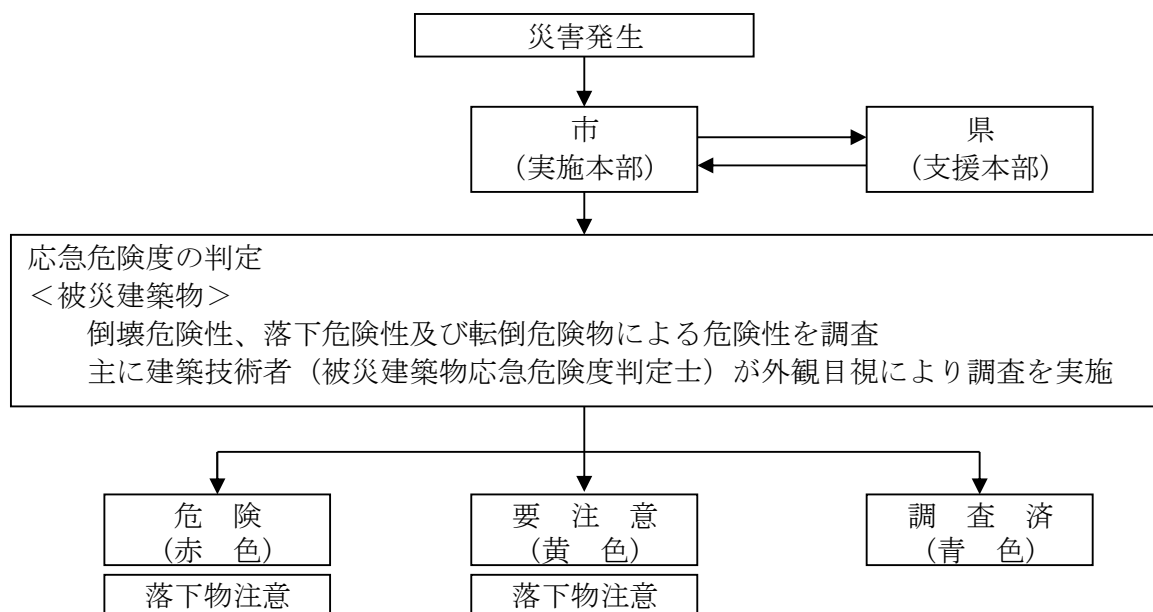 災害発生
市
（実施本部）
県
（支援本部）
応急危険度の判定
＜被災建築物＞
倒壊危険性、落下危険性及び転倒危険物による危険性を調査
主に建築技術者（被災建築物応急危険度判定士）が外観目視により調査を実施
危　険
（赤　色）
要　注　意
（黄　色）
調　査　済
（青　色）
落下物注意
落下物注意